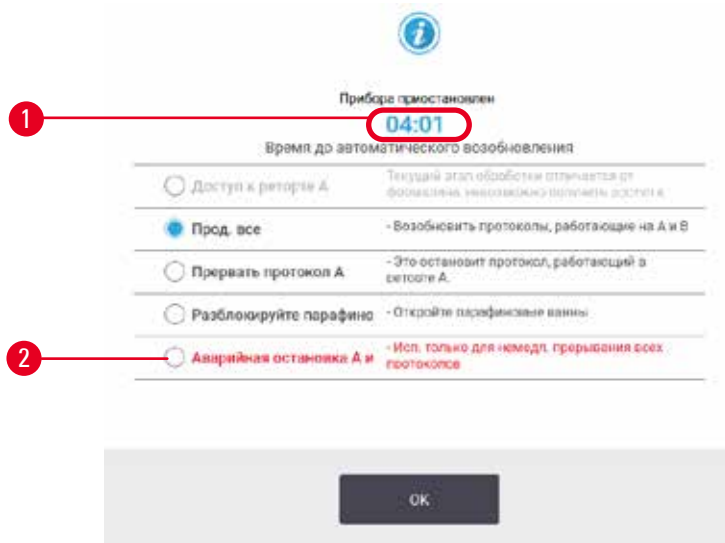 i
Прибора приостановлен
1
04:01
Время до автоматического возобновления
Доступ к реторте А
Текущий этап обработки отличается от
формалина, невозможно получить доступ к
Прод. все
- Возобновить протоколы, работающие на А и В
Прервать протокол А
- Это остановит протокол, работающий в
реторте А.
Разблокируйте парафино
- Откройте парафиновые ванны
2
Аварийная остановка А и
- Исп. только для немедл. прерывания всех
протоколов
OK